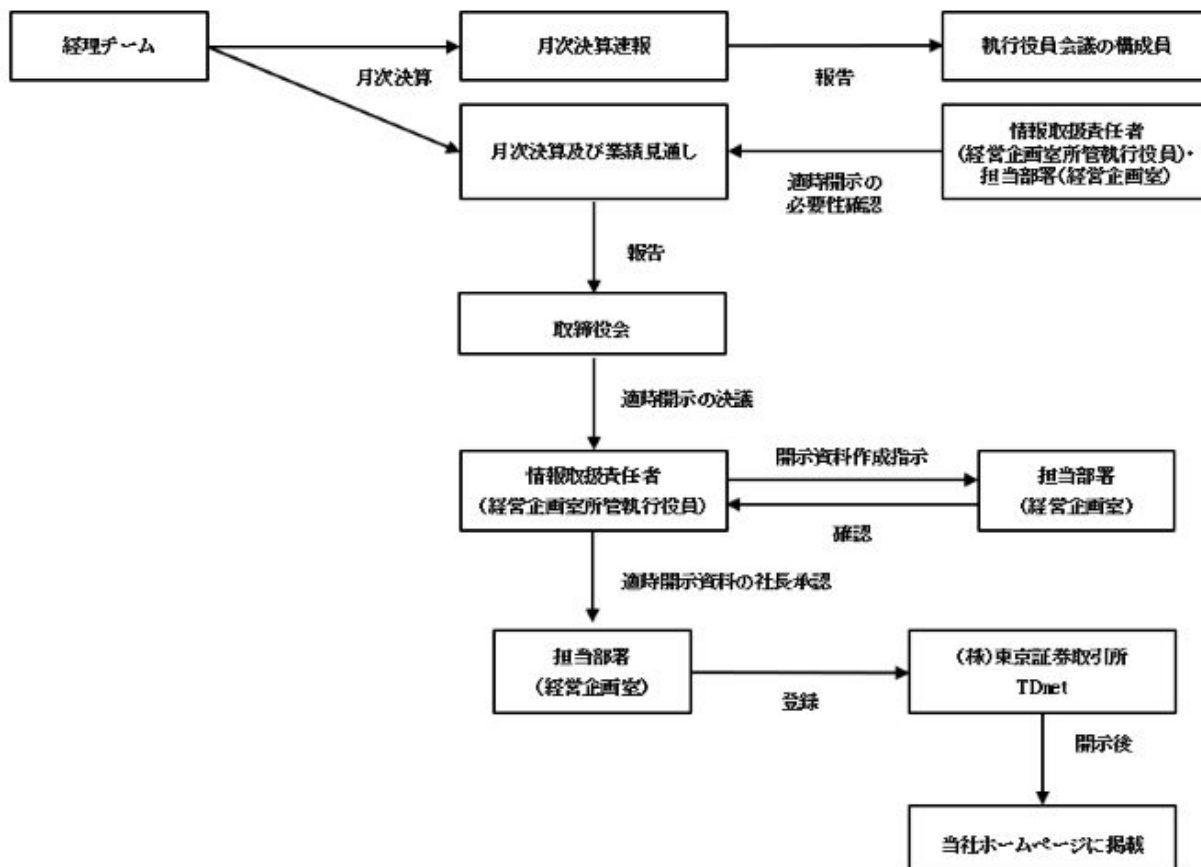 経理チーム
月次決算速報
執行役員会議の構成員
月次決算
報告
月次決算及び業績見通し
情報取扱責任者
(経営企画室所管執行役員)・
担当部署(経営企画室)
適時開示の
必要性確認
報告
取締役会
適時開示の決議
情報取扱責任者
(経営企画室所管執行役員)
開示資料作成指示
確認
担当部署
(経営企画室)
適時開示資料の社長承認
担当部署
(経営企画室)
登録
(株)東京証券取引所
TDnet
開示後
当社ホームページに掲載